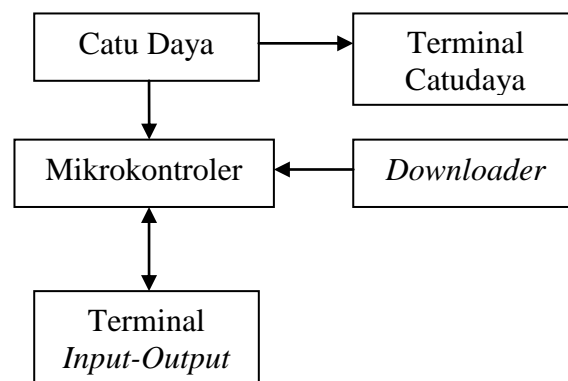 Catu Daya
Terminal
Catudaya
Mikrokontroler
Downloader
Terminal
Input-Output